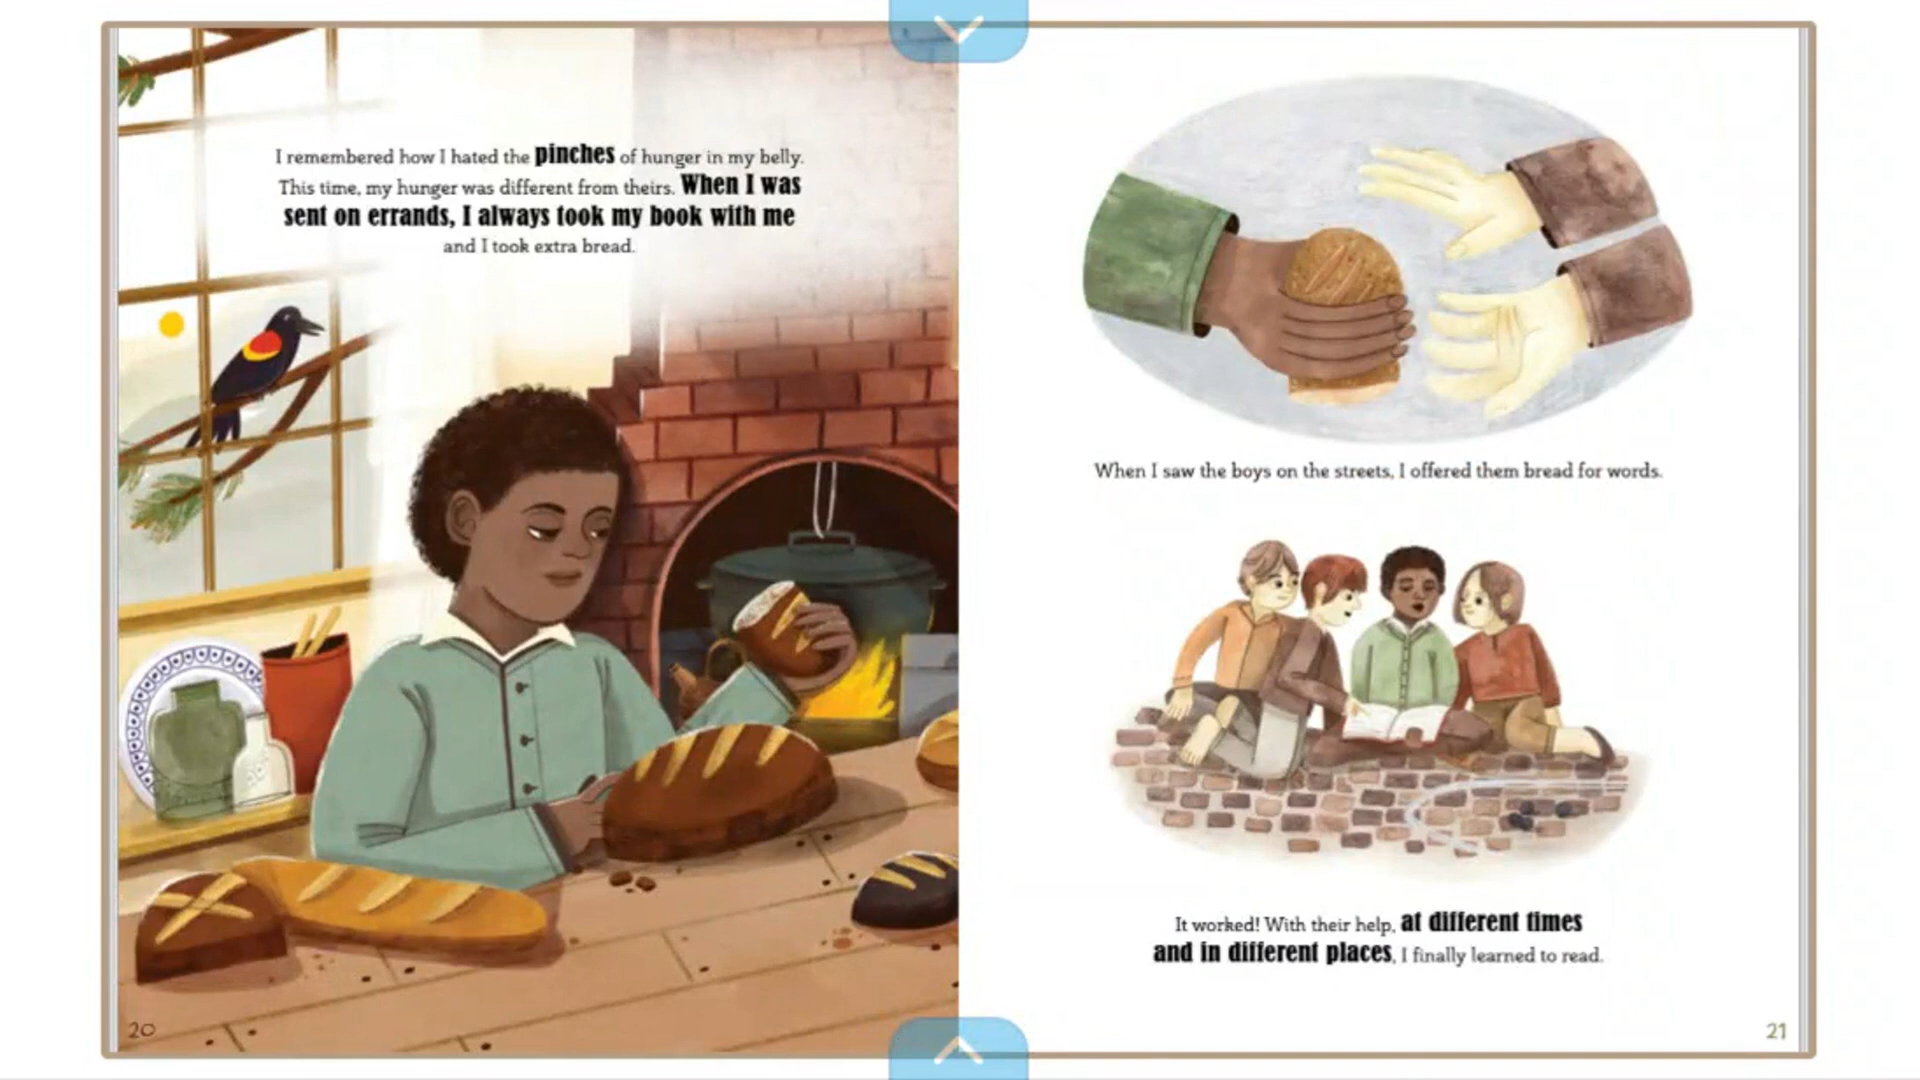 I remembered how I hated the pinches of hunger in my belly.
This time, my hunger was different from theirs. When I was
sent on errands, I always took my book with me
and I took extra bread.
20
When I saw the boys on the streets, I offered them bread for words.
It worked! With their help, at different times
and in different places, I finally learned to read.
21